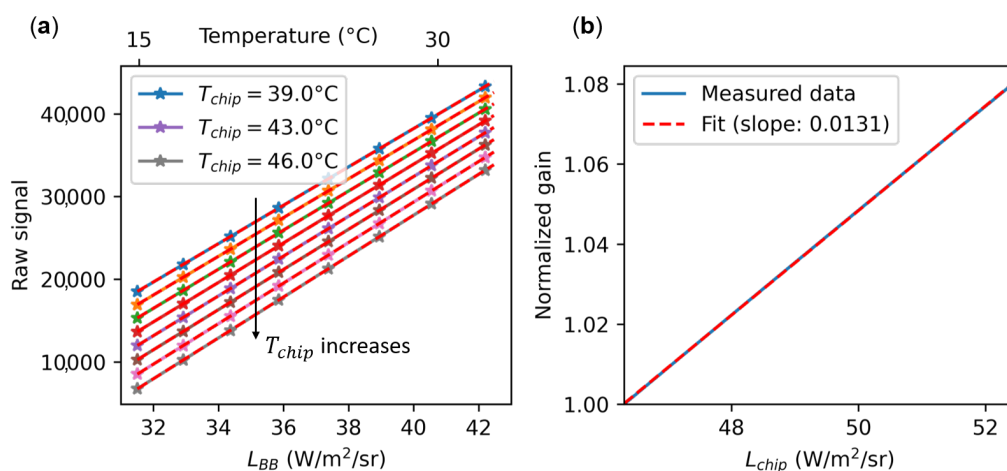 (a)
Temperature (°C)
15
30
T_chip = 39.0°C
T_chip = 43.0°C
T_chip = 46.0°C
40,000
30,000
20,000
10,000
Raw signal
T_chip increases
32
34
36
38
40
42
L_BB (W/m²/sr)
(b)
Measured data
Fit (slope: 0.0131)
1.08
1.06
1.04
1.02
1.00
Normalized gain
48
50
52
L_chip (W/m²/sr)